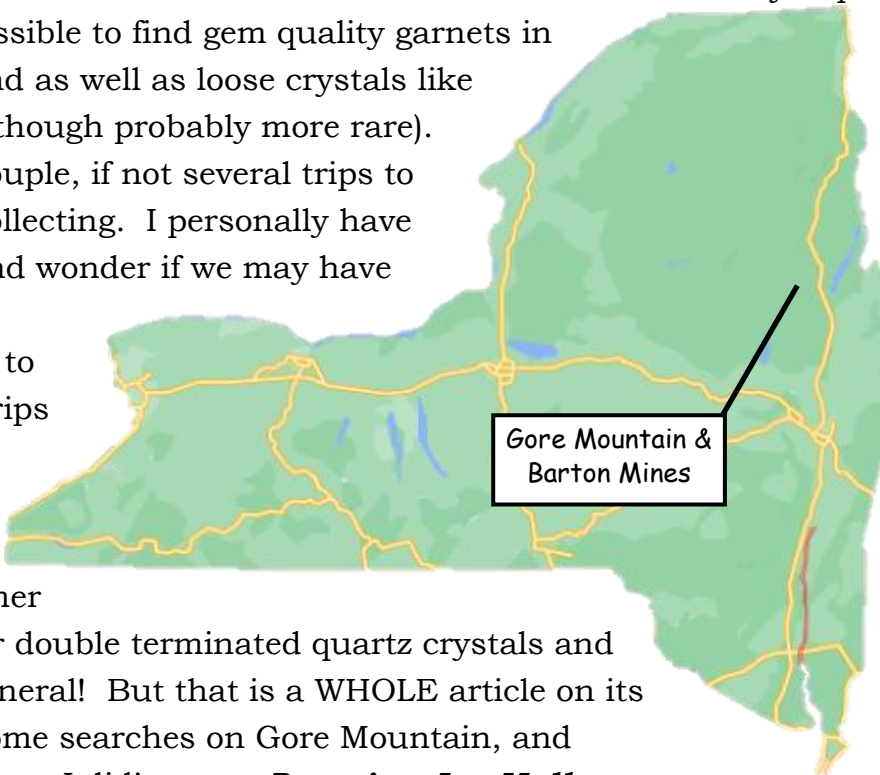 ssible to find gem quality garnets in
nd as well as loose crystals like
though probably more rare).
ouple, if not several trips to
ollecting. I personally have
nd wonder if we may have
to
rips
Gore Mountain &
Barton Mines
ner
r double terminated quartz crystals and
neral! But that is a WHOLE article on its
ome searches on Gore Mountain, and